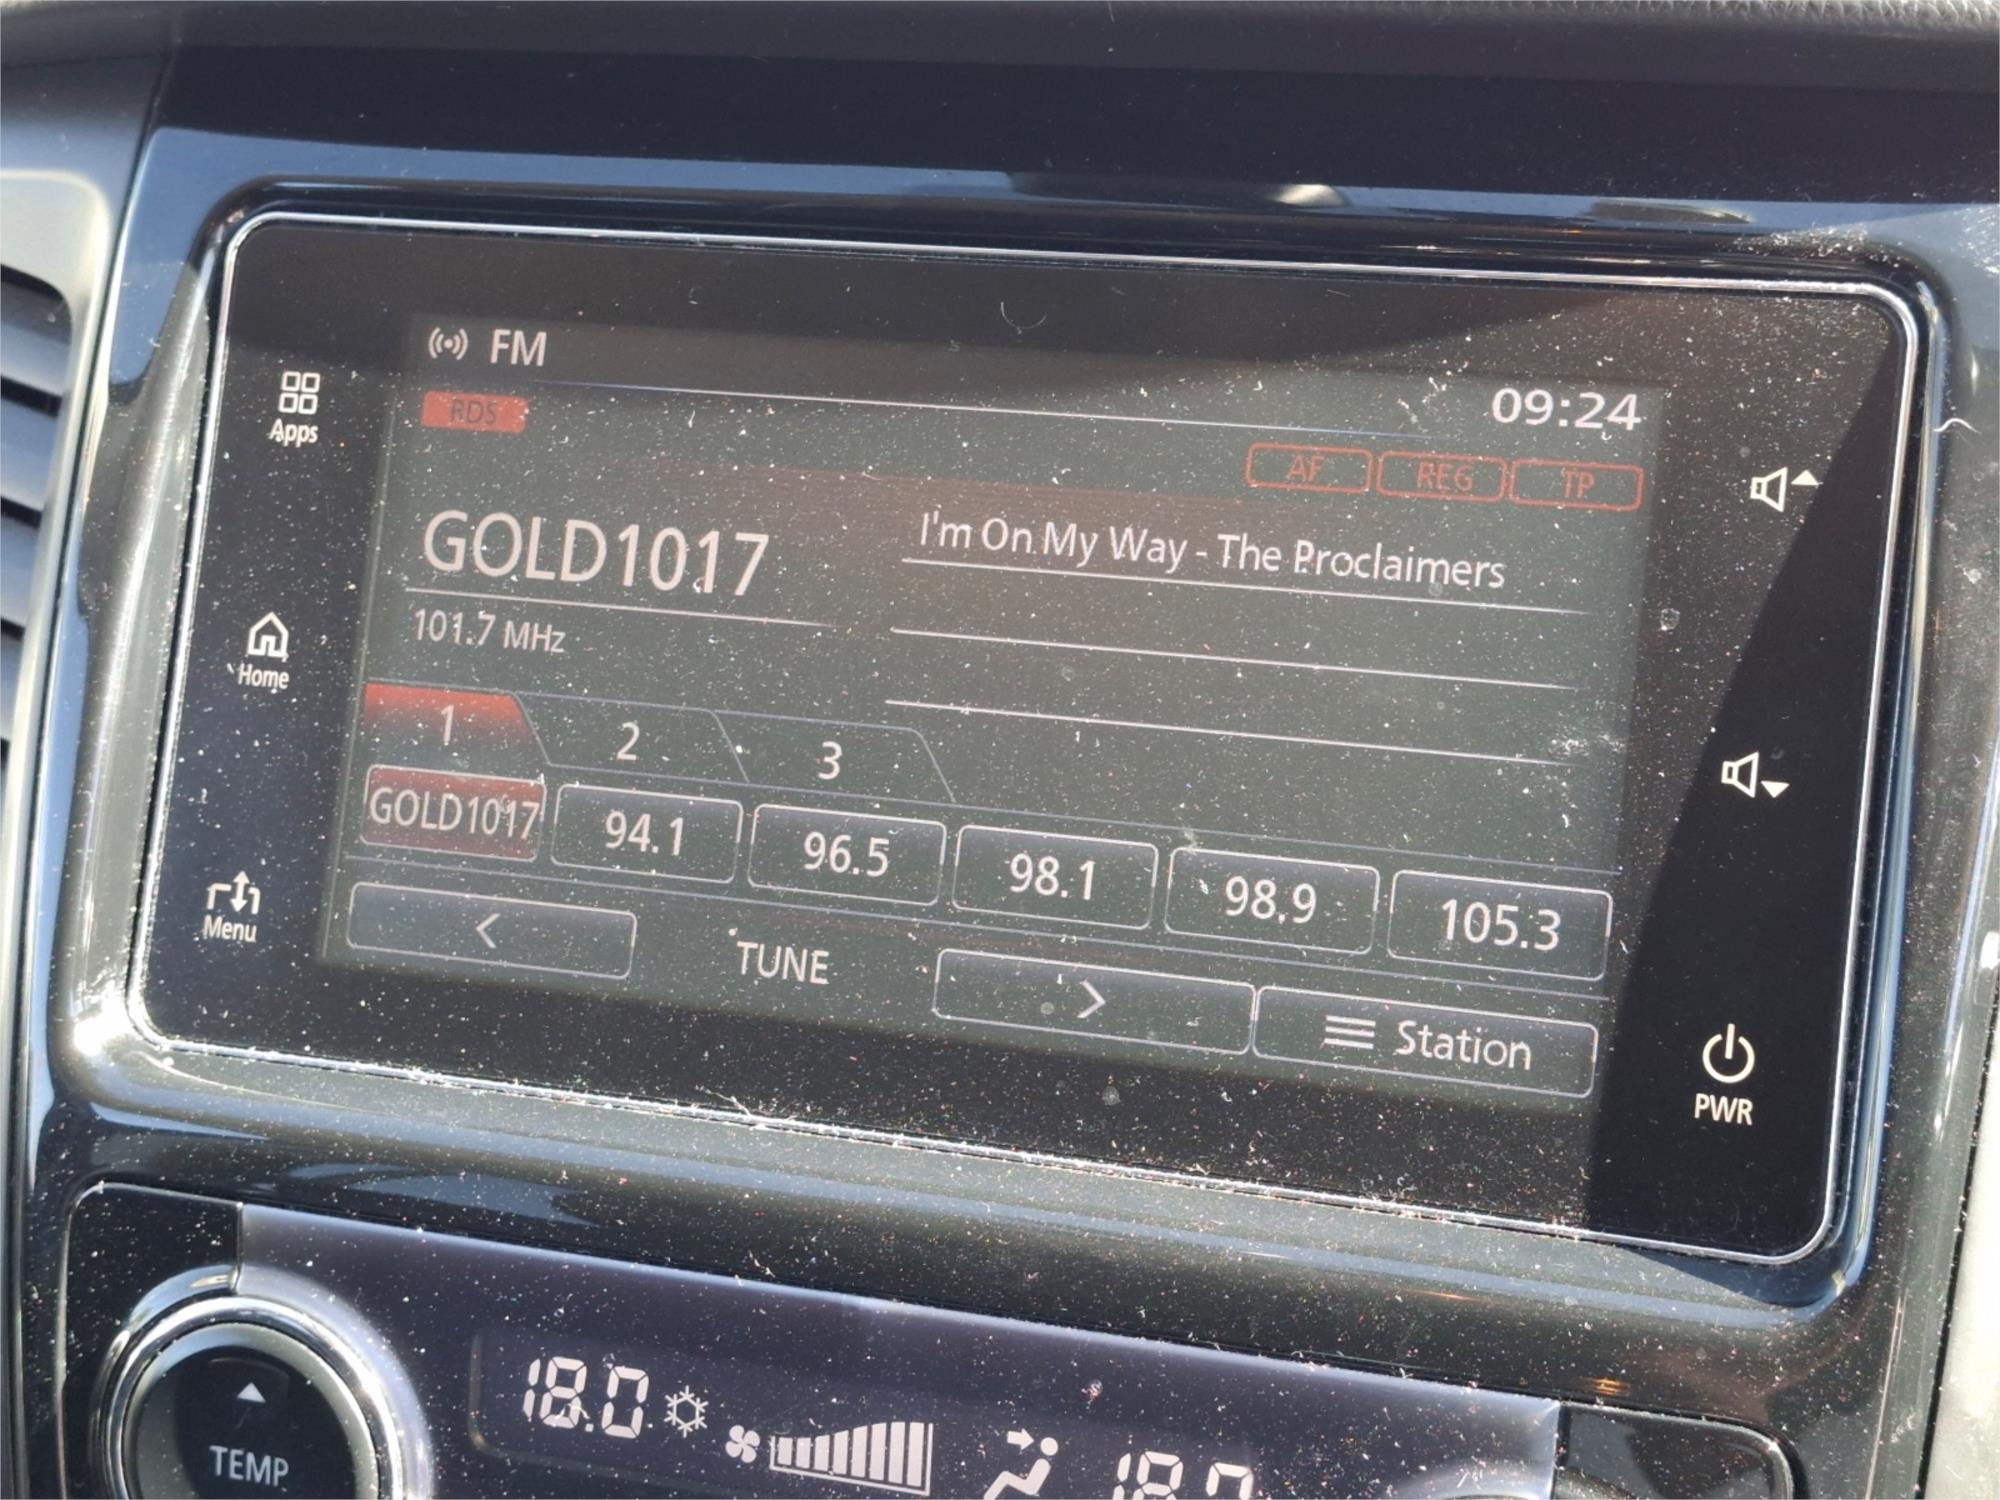 FM
09:24
Apps
RDS
AF REG TP
GOLD1017
I'm On My Way - The Proclaimers
101.7 MHz
Home
1 2 3
GOLD1017 94.1 96.5 98.1 98.9 105.3
Menu
TUNE
Station
PWR
18.0
TEMP